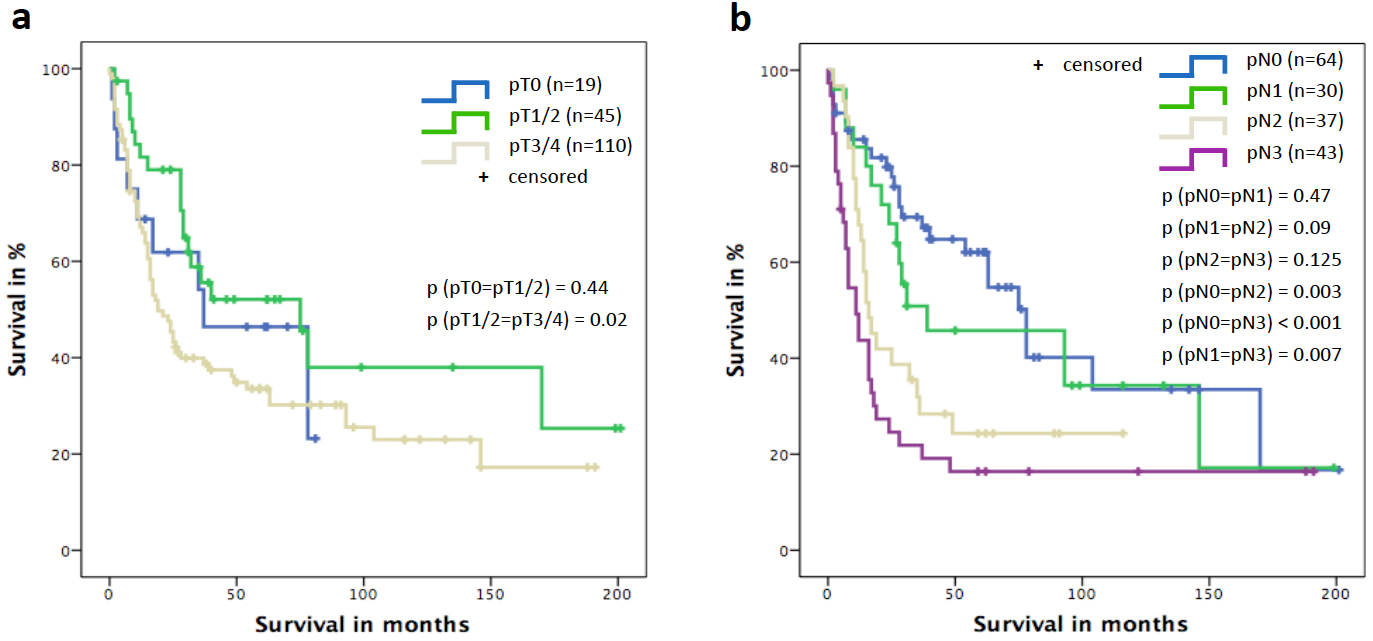 a
100
80
60
40
20
0
0 50 100 150 200
Survival in %
Survival in months
pT0 (n=19)
pT1/2 (n=45)
pT3/4 (n=110)
+ censored
p (pT0=pT1/2) = 0.44
p (pT1/2=pT3/4) = 0.02
b
100
80
60
40
20
0
0 50 100 150 200
Survival in %
Survival in months
+ censored
pN0 (n=64)
pN1 (n=30)
pN2 (n=37)
pN3 (n=43)
p (pN0=pN1) = 0.47
p (pN1=pN2) = 0.09
p (pN2=pN3) = 0.125
p (pN0=pN2) = 0.003
p (pN0=pN3) < 0.001
p (pN1=pN3) = 0.007